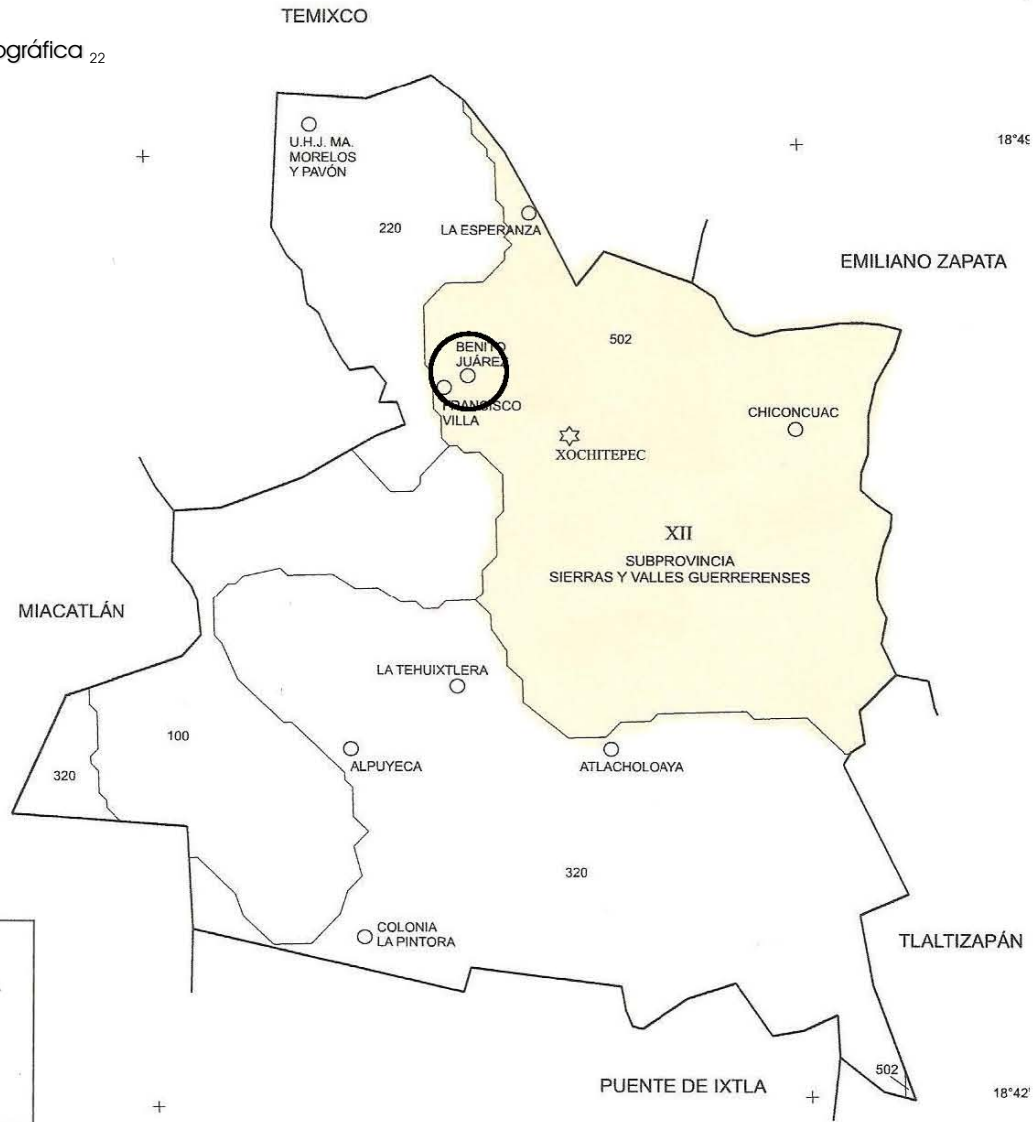 TEMIXCO
ográfica 22
U.H.J. MA.
MORELOS
Y PAVÓN
18°49
220
LA ESPERANZA
EMILIANO ZAPATA
502
BENITO
JUÁREZ
FRANCISCO
VILLA
CHICONCUAC
XOCHITEPEC
XII
SUBPROVINCIA
SIERRAS Y VALLES GUERRERENSES
MIACATLÁN
LA TEHUIXTLERA
100
ALPUYECA
ATLACHOLOAYA
320
320
COLONIA
LA PINTORA
TLALTIZAPÁN
PUENTE DE IXTLA
502
18°42'